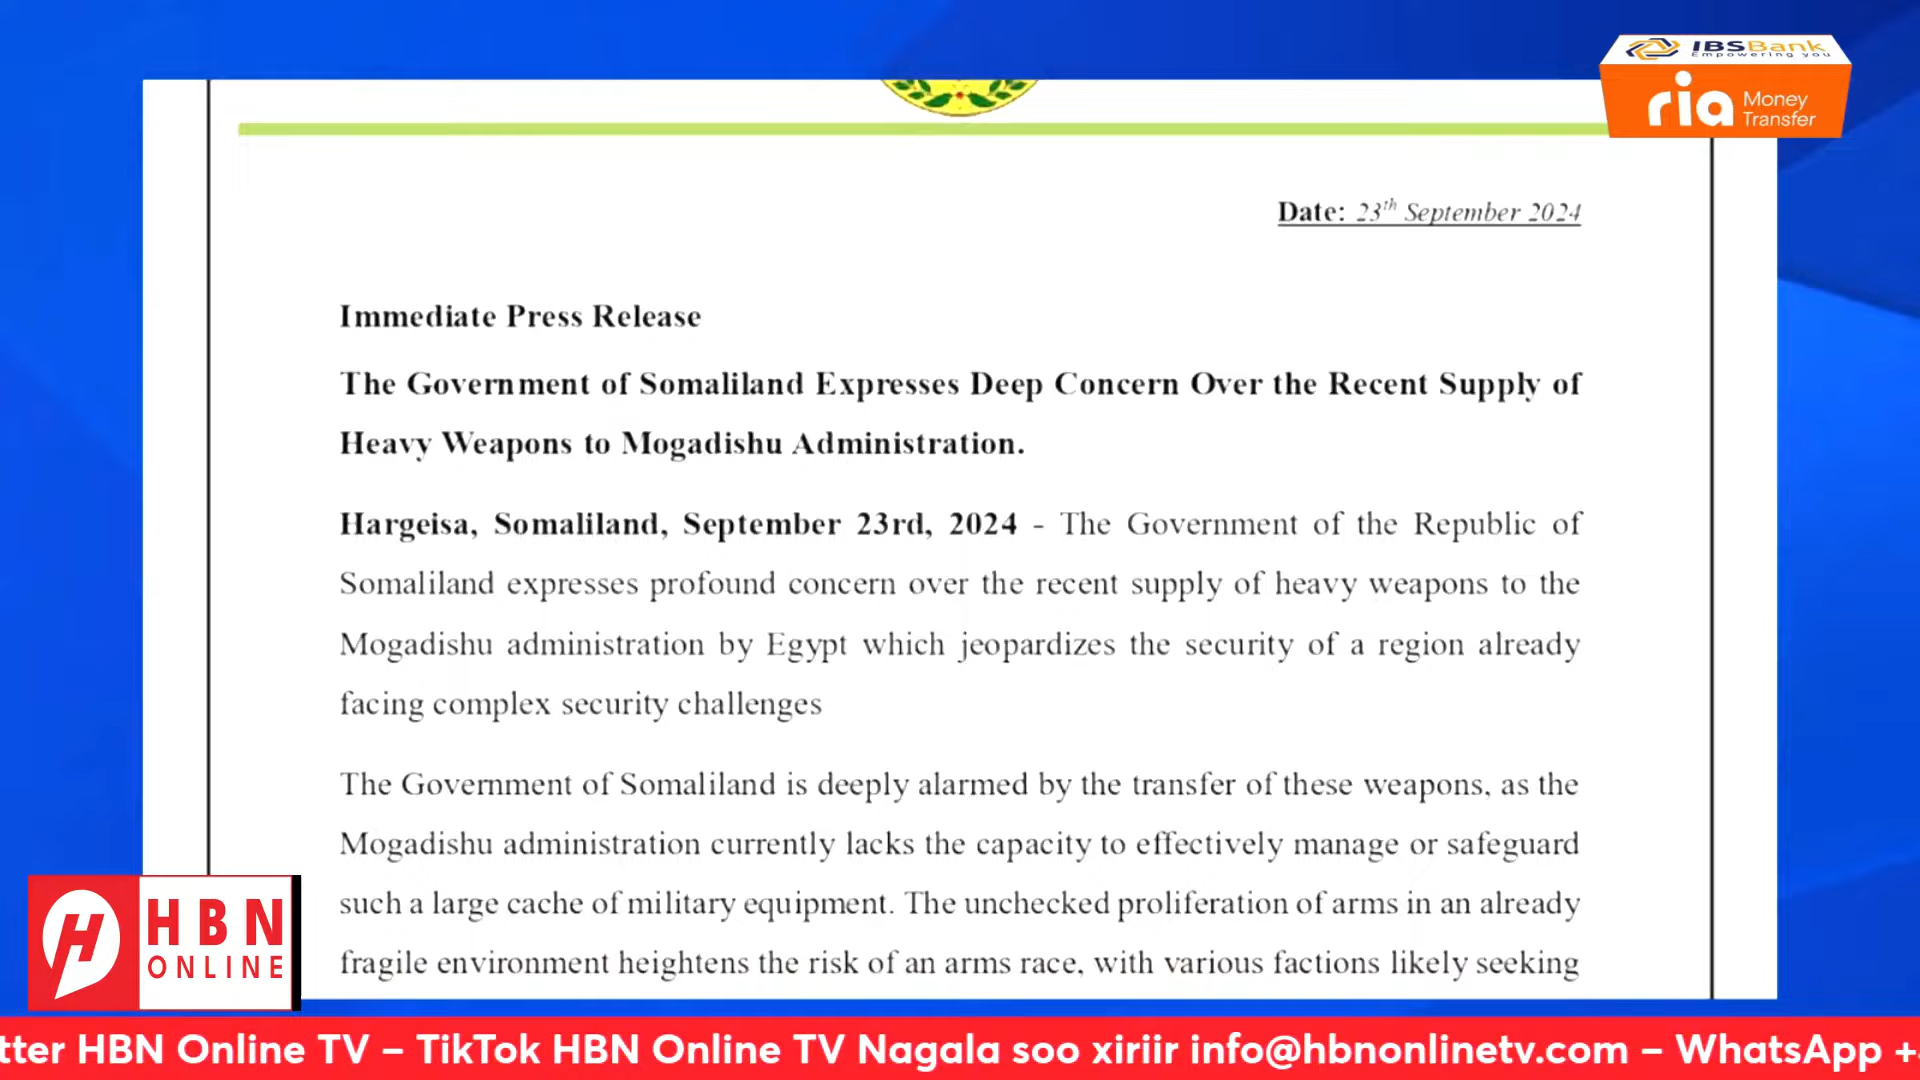 IBSBank
Empowering you
ria Money Transfer
Date: 23th September 2024
Immediate Press Release
The Government of Somaliland Expresses Deep Concern Over the Recent Supply of
Heavy Weapons to Mogadishu Administration.
Hargeisa, Somaliland, September 23rd, 2024 - The Government of the Republic of
Somaliland expresses profound concern over the recent supply of heavy weapons to the
Mogadishu administration by Egypt which jeopardizes the security of a region already
facing complex security challenges
The Government of Somaliland is deeply alarmed by the transfer of these weapons, as the
Mogadishu administration currently lacks the capacity to effectively manage or safeguard
such a large cache of military equipment. The unchecked proliferation of arms in an already
fragile environment heightens the risk of an arms race, with various factions likely seeking
HBN
ONLINE
tter HBN Online TV – TikTok HBN Online TV Nagala soo xiriir info@hbnonlinetv.com – WhatsApp +